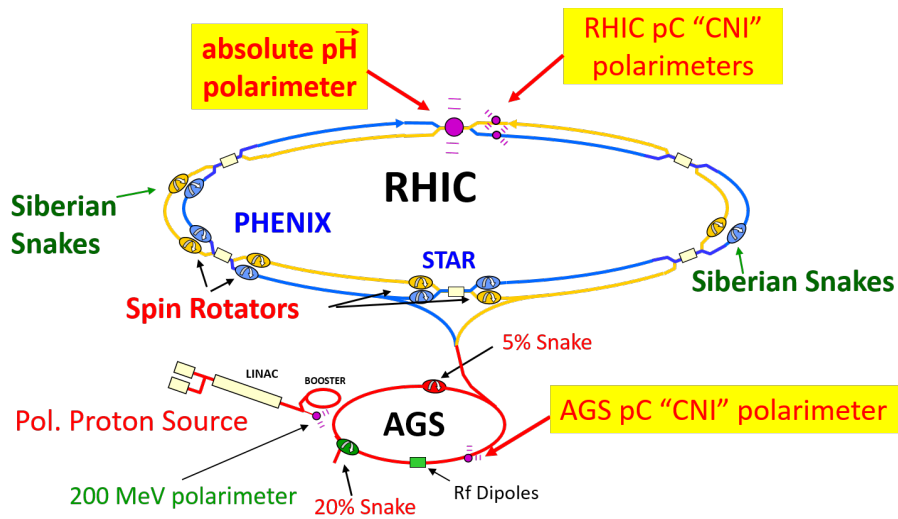 absolute pH
polarimeter
RHIC pC “CNI”
polarimeters
RHIC
Siberian
Snakes
PHENIX
STAR
Siberian Snakes
Spin Rotators
5% Snake
LINAC
BOOSTER
Pol. Proton Source
AGS
AGS pC “CNI” polarimeter
200 MeV polarimeter
20% Snake
Rf Dipoles